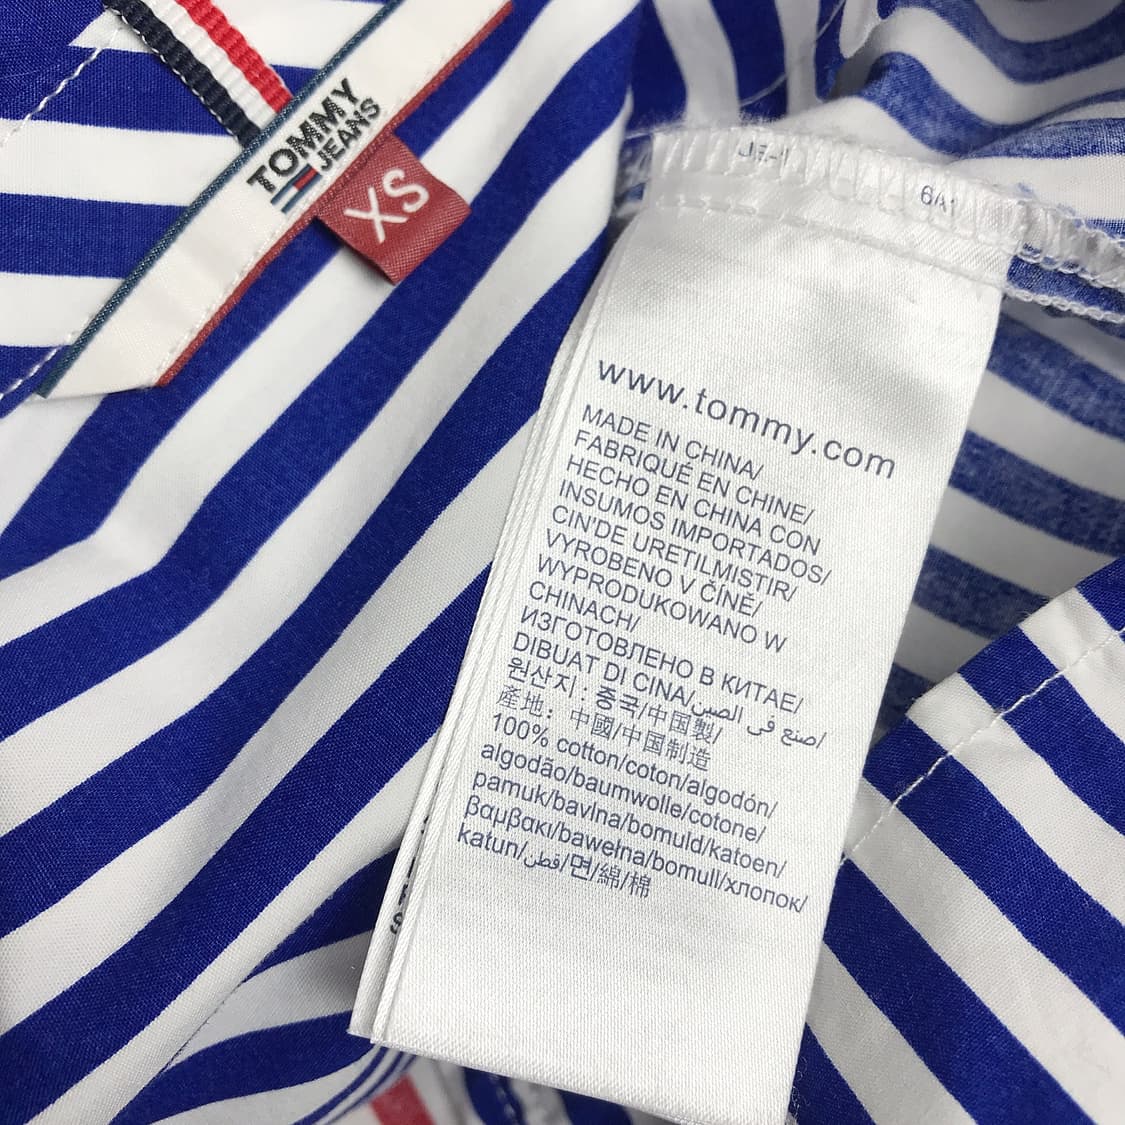 TOMMY
JEANS
XS
6A1
www.tommy.com
MADE IN CHINA/
FABRIQUÉ EN CHINE/
HECHO EN CHINA CON
INSUMOS IMPORTADOS/
CIN'DE URETILMISTIR/
VYROBENO V ČÍNĚ/
WYPRODUKOWANO W
CHINACH/
ИЗГОТОВЛЕНО В КИТАЕ/
DIBUAT DI CINA/صنع في الصين/
원산지 : 중국/中国製/
產地：中國/中国制造
100% cotton/coton/algodón/
algodão/baumwolle/cotone/
pamuk/bavlna/bomuld/katoen/
βαμβακι/bawełna/bomull/хлопок/
katun/قطن/면/綿/棉